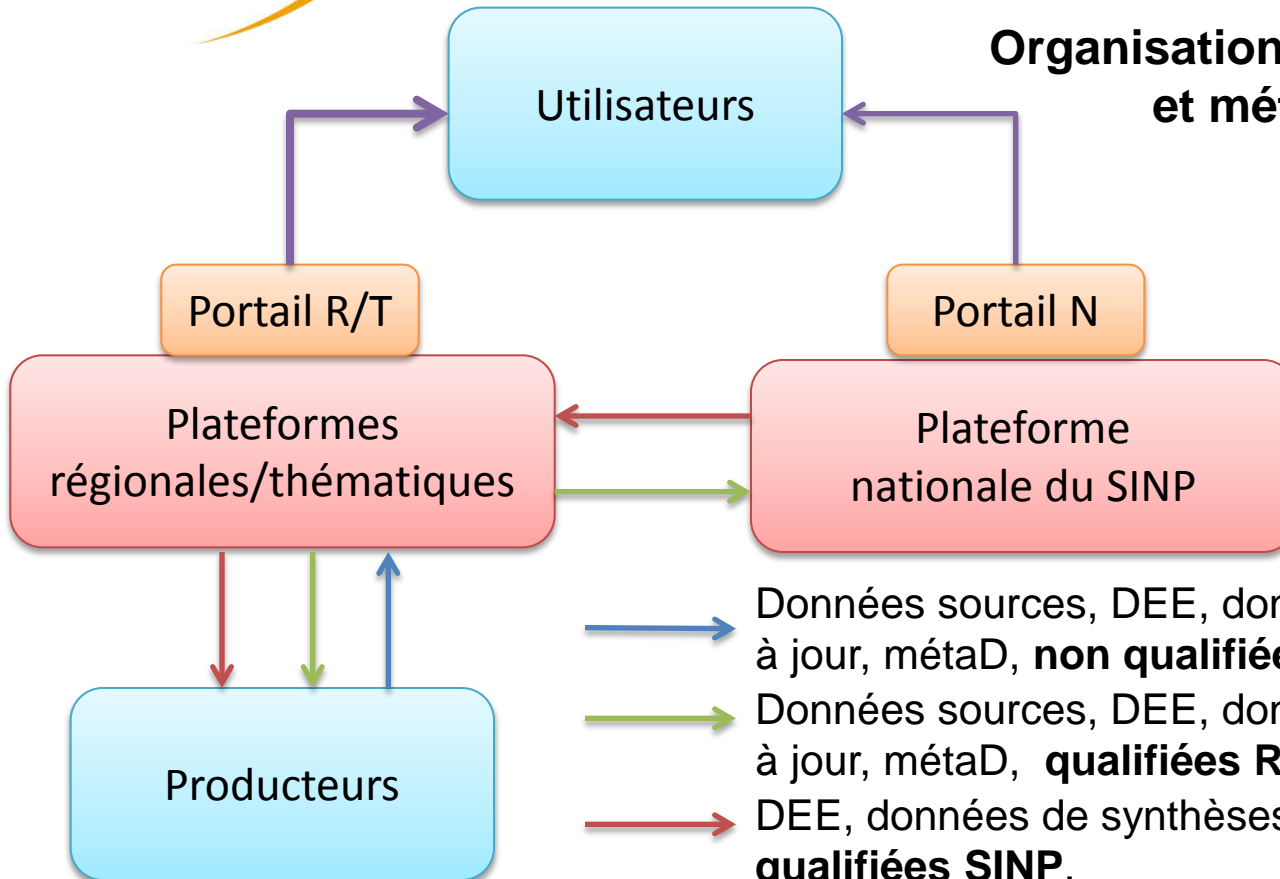 Organisation
et mét
Utilisateurs
Portail R/T
Portail N
Plateformes
régionales/thématiques
Plateforme
nationale du SINP
Données sources, DEE, don
à jour, métaD, non qualifiée
Données sources, DEE, don
à jour, métaD, qualifiées R
DEE, données de synthèses
qualifiées SINP.
Producteurs